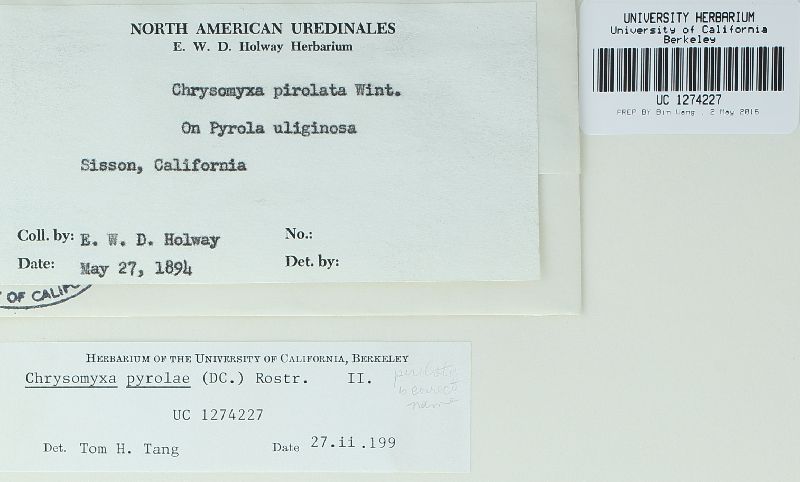 NORTH AMERICAN UREDINALES
E. W. D. Holway Herbarium
Chrysomyxa pirolata Wint.
On Pyrola uliginosa
Sisson, California
Coll. by: E. W. D. Holway No.:
Date: May 27, 1894 Det. by:
OF CALIFO
UNIVERSITY HERBARIUM
University of California
Berkeley
UC 1274227
PREP BY Bin Wang , 2 May 2016
HERBARIUM OF THE UNIVERSITY OF CALIFORNIA, BERKELEY
Chrysomyxa pyrolae (DC.) Rostr. II.
pirolata
is correct
name
UC 1274227
Det. Tom H. Tang Date 27.ii.199